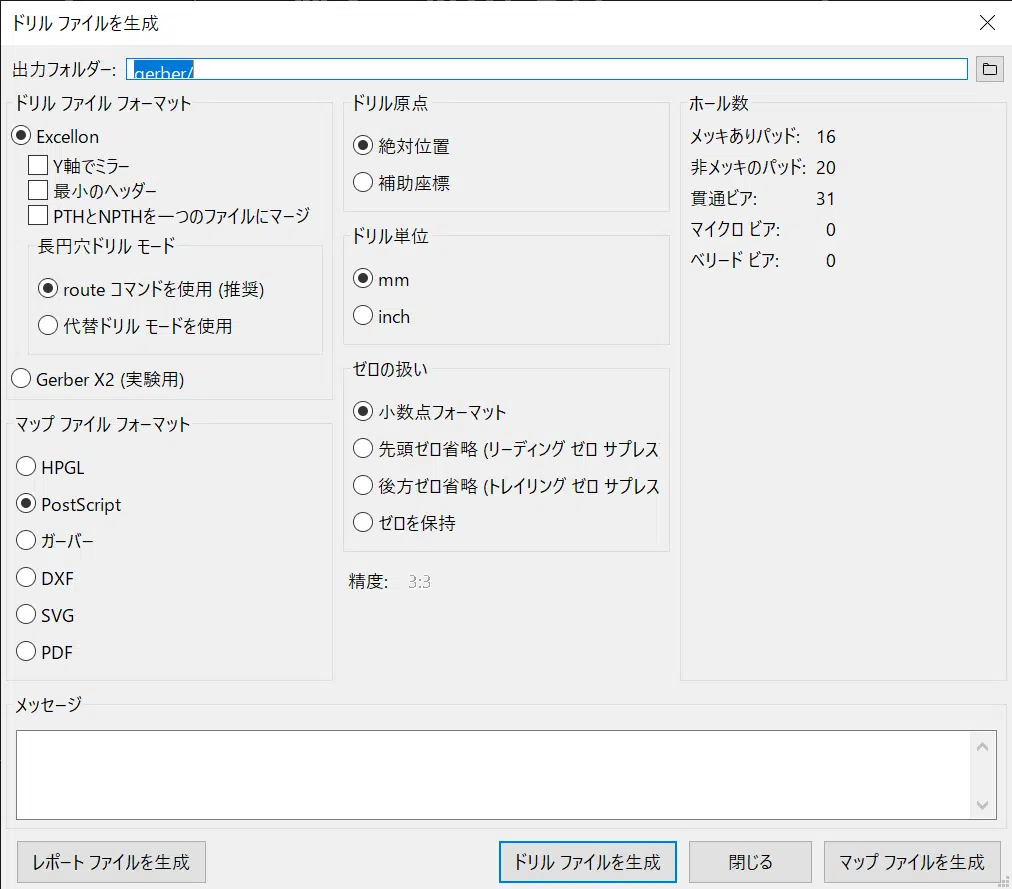 ドリル ファイルを生成
出力フォルダー: gerber/
ドリル ファイル フォーマット
Excellon
Y軸でミラー
最小のヘッダー
PTHとNPTHを一つのファイルにマージ
長円穴ドリル モード
route コマンドを使用 (推奨)
代替ドリル モードを使用
Gerber X2 (実験用)
マップ ファイル フォーマット
HPGL
PostScript
ガーバー
DXF
SVG
PDF
ドリル原点
絶対位置
補助座標
ドリル単位
mm
inch
ゼロの扱い
小数点フォーマット
先頭ゼロ省略 (リーディング ゼロ サプレス
後方ゼロ省略 (トレイリング ゼロ サプレス
ゼロを保持
精度: 3:3
ホール数
メッキありパッド: 16
非メッキのパッド: 20
貫通ビア: 31
マイクロ ビア: 0
ベリード ビア: 0
メッセージ
レポート ファイルを生成
ドリル ファイルを生成
閉じる
マップ ファイルを生成